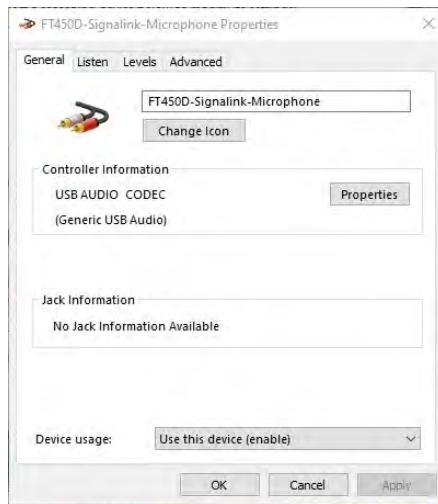 FT450D-Signalink-Microphone Properties
General Listen Levels Advanced
FT450D-Signalink-Microphone
Change Icon
Controller Information
USB AUDIO CODEC
Properties
(Generic USB Audio)
Jack Information
No Jack Information Available
Device usage:
Use this device (enable)
OK Cancel Apply